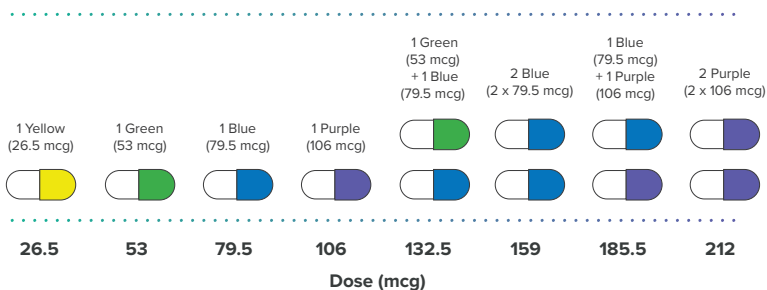 1 Yellow
(26.5 mcg)
1 Green
(53 mcg)
1 Blue
(79.5 mcg)
1 Purple
(106 mcg)
1 Green
(53 mcg)
+ 1 Blue
(79.5 mcg)
2 Blue
(2 x 79.5 mcg)
1 Blue
(79.5 mcg)
+ 1 Purple
(106 mcg)
2 Purple
(2 x 106 mcg)
26.5 53 79.5 106 132.5 159 185.5 212
Dose (mcg)